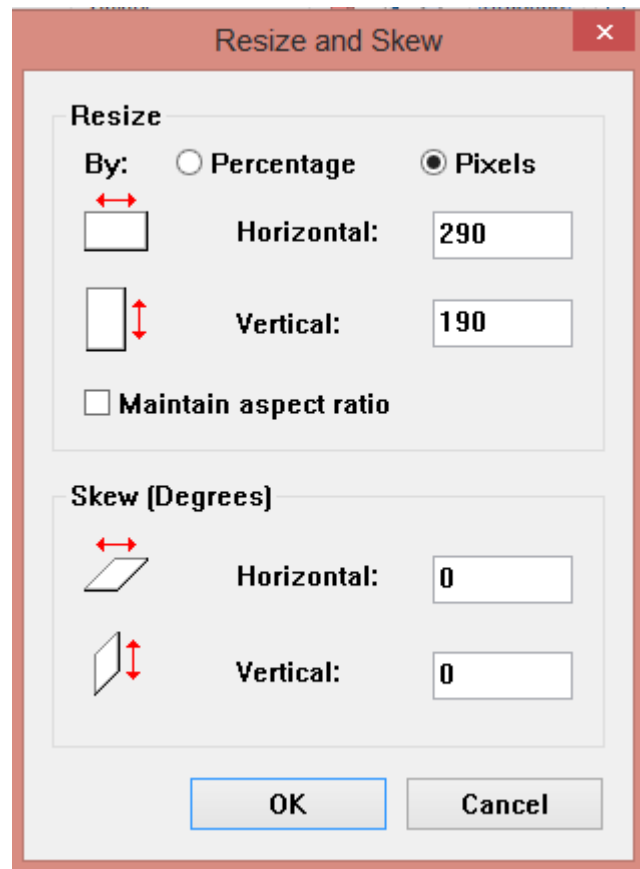 Resize and Skew
Resize
By: Percentage Pixels
Horizontal: 290
Vertical: 190
Maintain aspect ratio
Skew (Degrees)
Horizontal: 0
Vertical: 0
OK Cancel